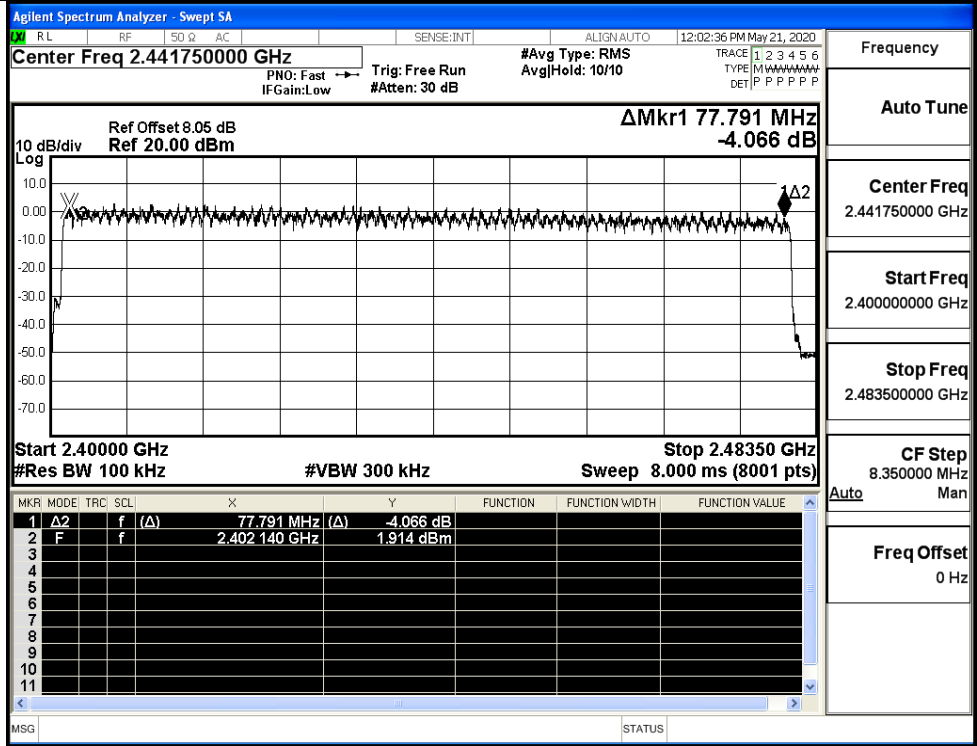 Agilent Spectrum Analyzer - Swept SA
LXI RL RF 50 Ω AC SENSE:INT ALIGNAUTO 12:02:36 PM May 21, 2020
Center Freq 2.441750000 GHz
PNO: Fast
IFGain:Low
Trig: Free Run
#Atten: 30 dB
#Avg Type: RMS
Avg|Hold: 10/10
TRACE 1 2 3 4 5 6
TYPE M WWWWW
DET P P P P P P
ΔMkr1 77.791 MHz
-4.066 dB
Ref Offset 8.05 dB
10 dB/div Ref 20.00 dBm
Log
10.0
0.00
-10.0
-20.0
-30.0
-40.0
-50.0
-60.0
-70.0
1Δ2
Start 2.40000 GHz Stop 2.48350 GHz
#Res BW 100 kHz #VBW 300 kHz Sweep 8.000 ms (8001 pts)
MKR MODE TRC SCL X Y FUNCTION FUNCTION WIDTH FUNCTION VALUE
1 Δ2 f (Δ) 77.791 MHz (Δ) -4.066 dB
2 F f 2.402 140 GHz 1.914 dBm
3
4
5
6
7
8
9
10
11
MSG STATUS
Frequency
Auto Tune
Center Freq
2.441750000 GHz
Start Freq
2.400000000 GHz
Stop Freq
2.483500000 GHz
CF Step
8.350000 MHz
Auto Man
Freq Offset
0 Hz